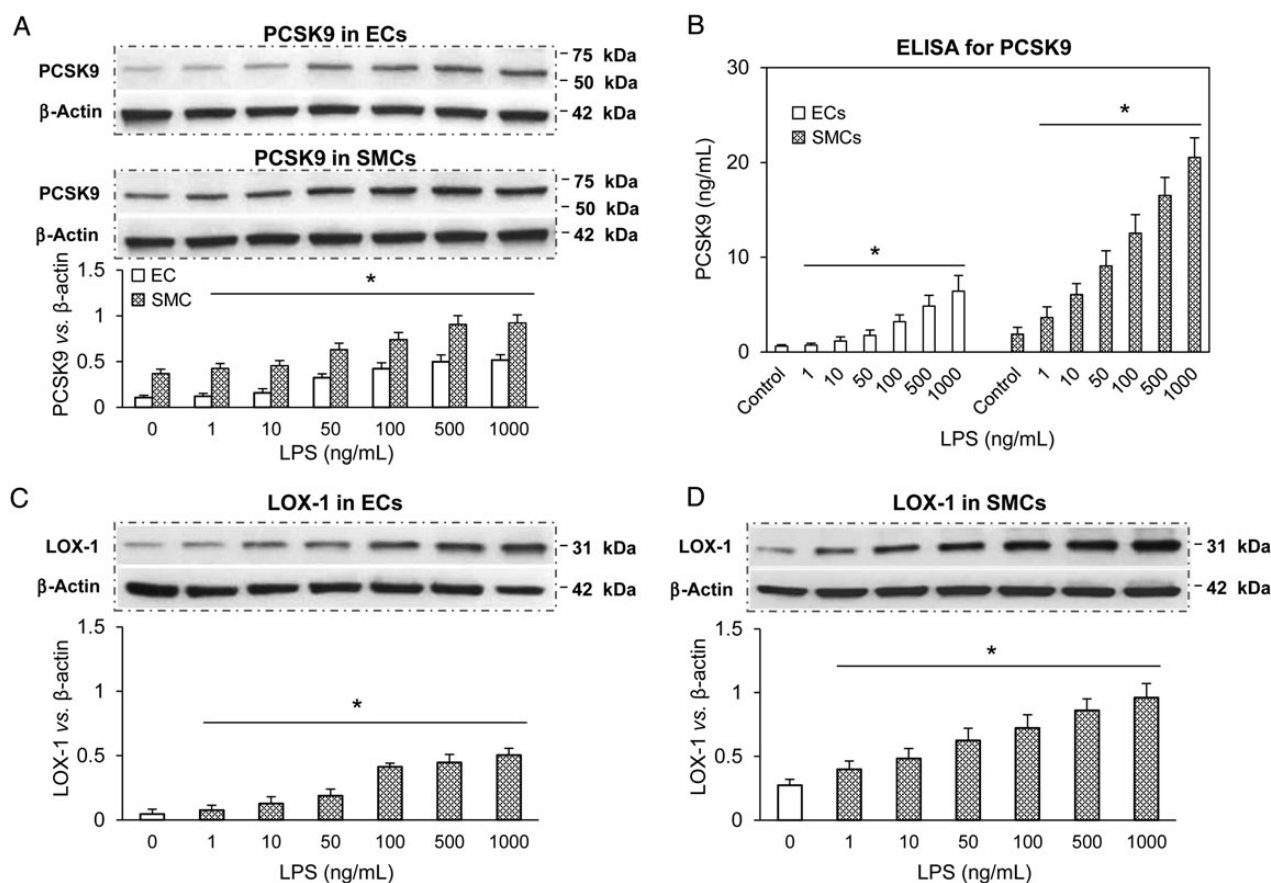 A
PCSK9 in ECs
PCSK9
75 kDa
50 kDa
β-Actin
42 kDa
PCSK9 in SMCs
PCSK9
75 kDa
50 kDa
β-Actin
42 kDa
PCSK9 vs. β-actin
1.5
1
0.5
0
EC
SMC
*
0 1 10 50 100 500 1000
LPS (ng/mL)
B
ELISA for PCSK9
PCSK9 (ng/mL)
30
20
10
0
ECs
SMCs
*
*
Control 1 10 50 100 500 1000 Control 1 10 50 100 500 1000
LPS (ng/mL)
C
LOX-1 in ECs
LOX-1
31 kDa
β-Actin
42 kDa
LOX-1 vs. β-actin
1.5
1
0.5
0
*
0 1 10 50 100 500 1000
LPS (ng/mL)
D
LOX-1 in SMCs
LOX-1
31 kDa
β-Actin
42 kDa
LOX-1 vs. β-actin
1.5
1
0.5
0
*
0 1 10 50 100 500 1000
LPS (ng/mL)